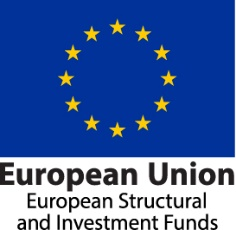 European Union
European Structural
and Investment Funds